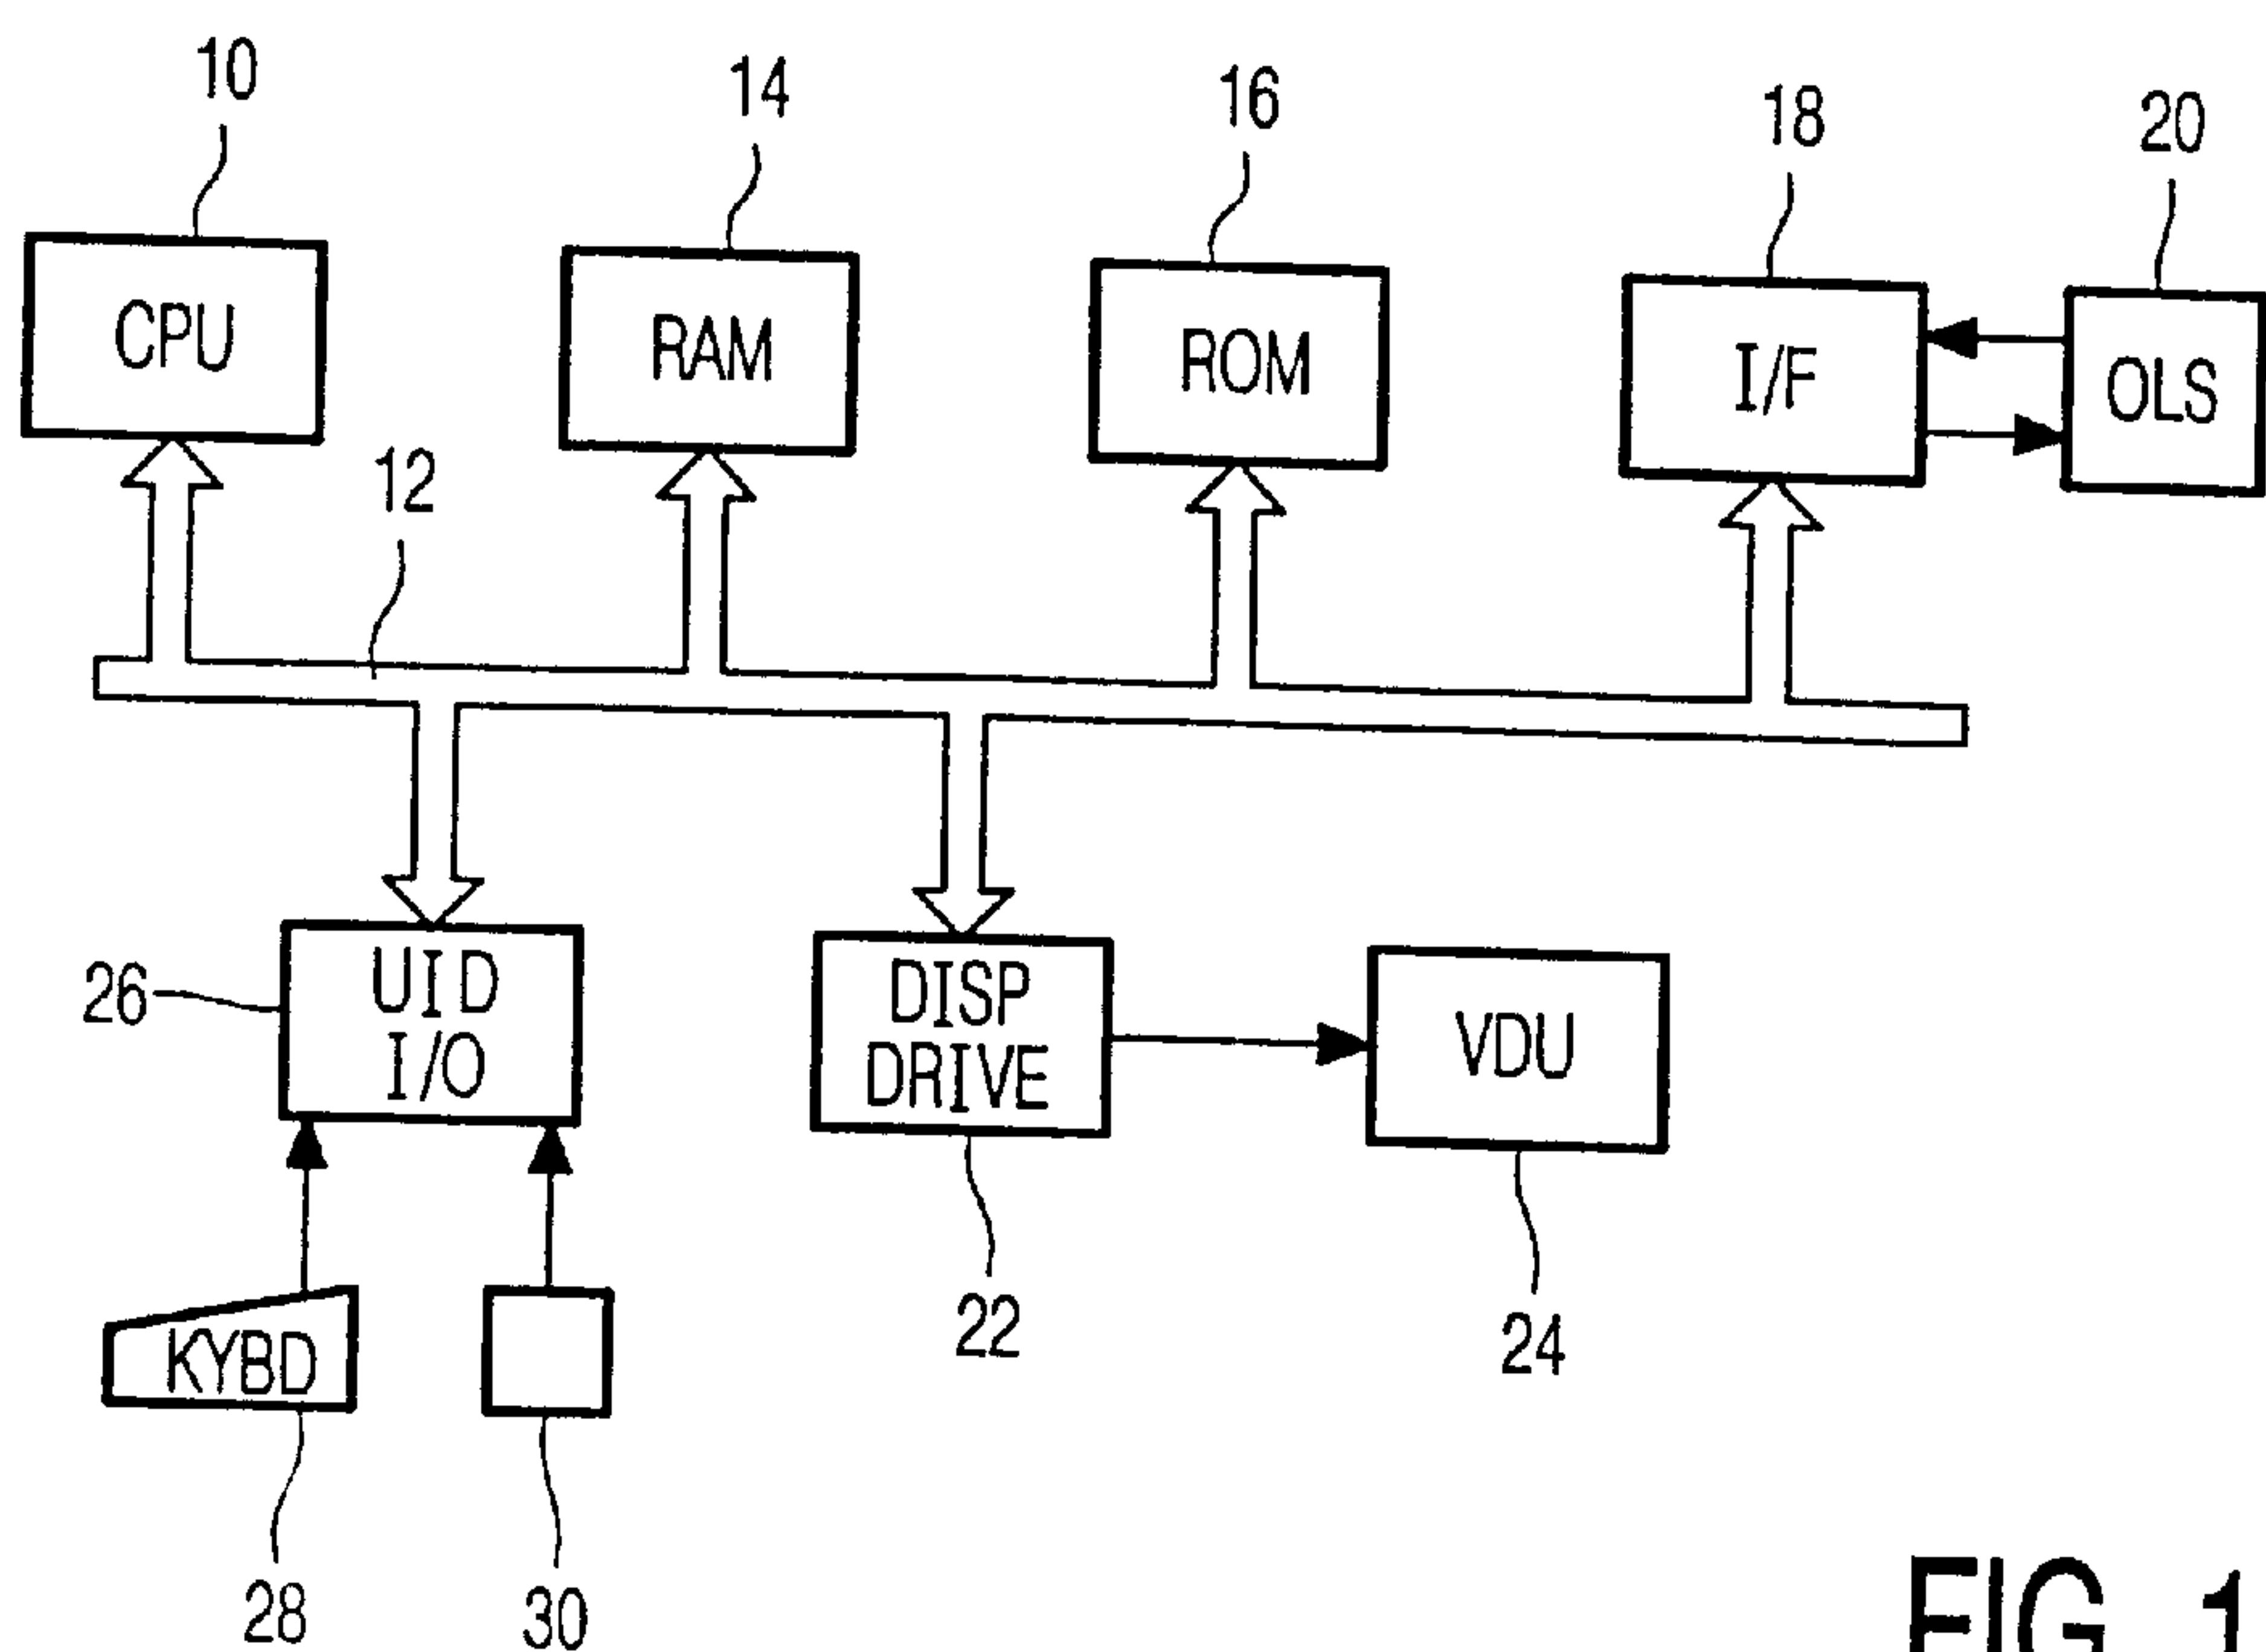 10
14
16
18
20
CPU
RAM
ROM
I/F
OLS
12
26
UID
I/O
DISP
DRIVE
VDU
KYBD
22
24
28
30
FIG. 1